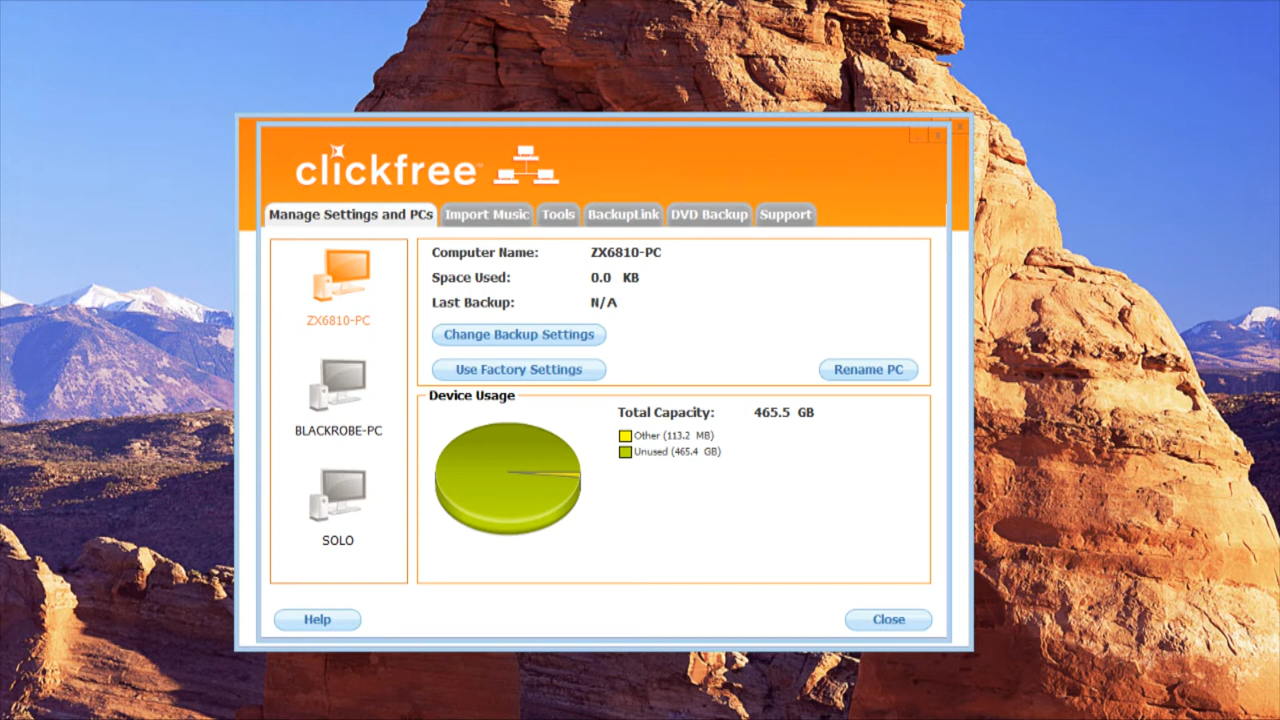 clickfree™
Manage Settings and PCs
Import Music
Tools
BackupLink
DVD Backup
Support
ZX6810-PC
BLACKROBE-PC
SOLO
Computer Name: ZX6810-PC
Space Used: 0.0 KB
Last Backup: N/A
Change Backup Settings
Use Factory Settings
Rename PC
Device Usage
Total Capacity: 465.5 GB
Other (113.2 MB)
Unused (465.4 GB)
Help
Close